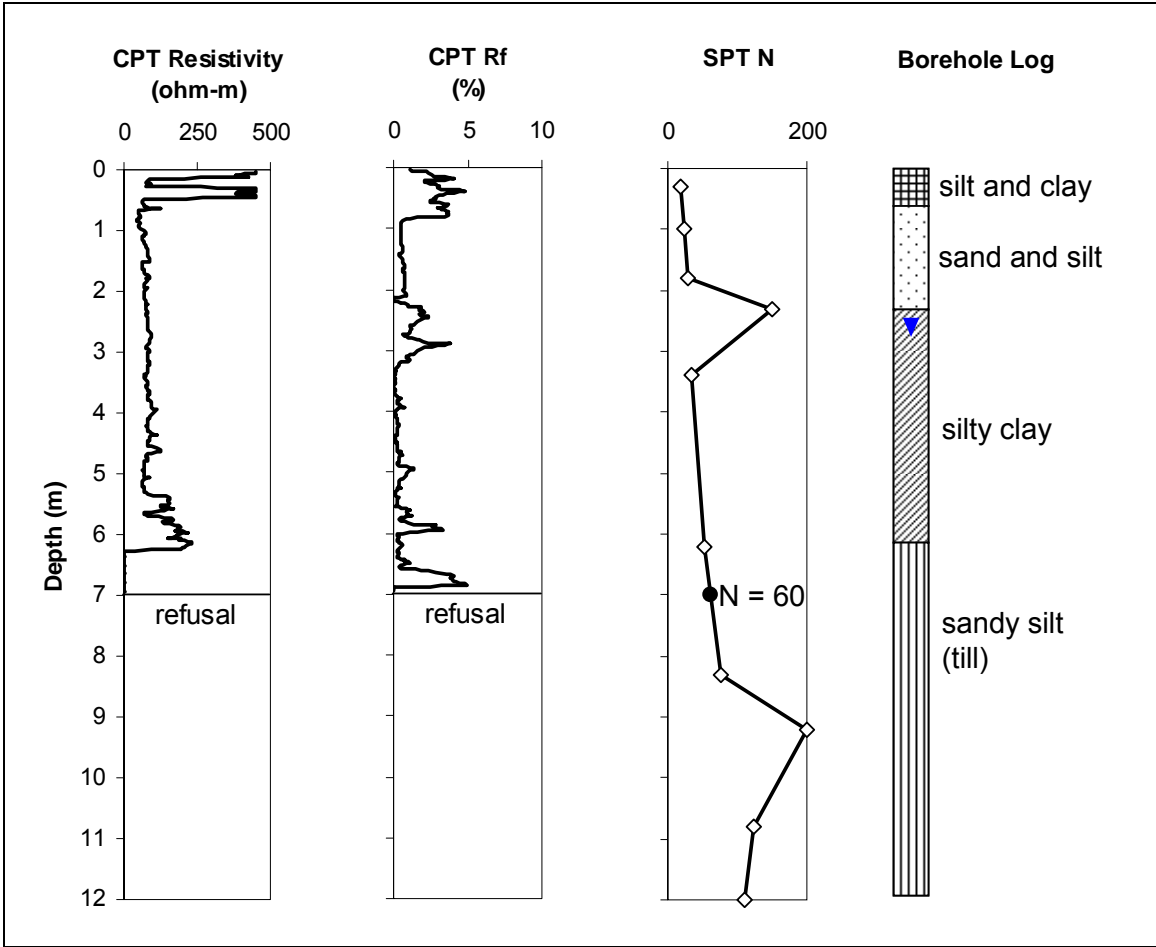 CPT Resistivity
(ohm-m)
CPT Rf
(%)
SPT N
Borehole Log
0 250 500
0 5 10
0 200
0
1
2
3
4
5
6
7
8
9
10
11
12
Depth (m)
refusal
refusal
N = 60
silt and clay
sand and silt
silty clay
sandy silt
(till)